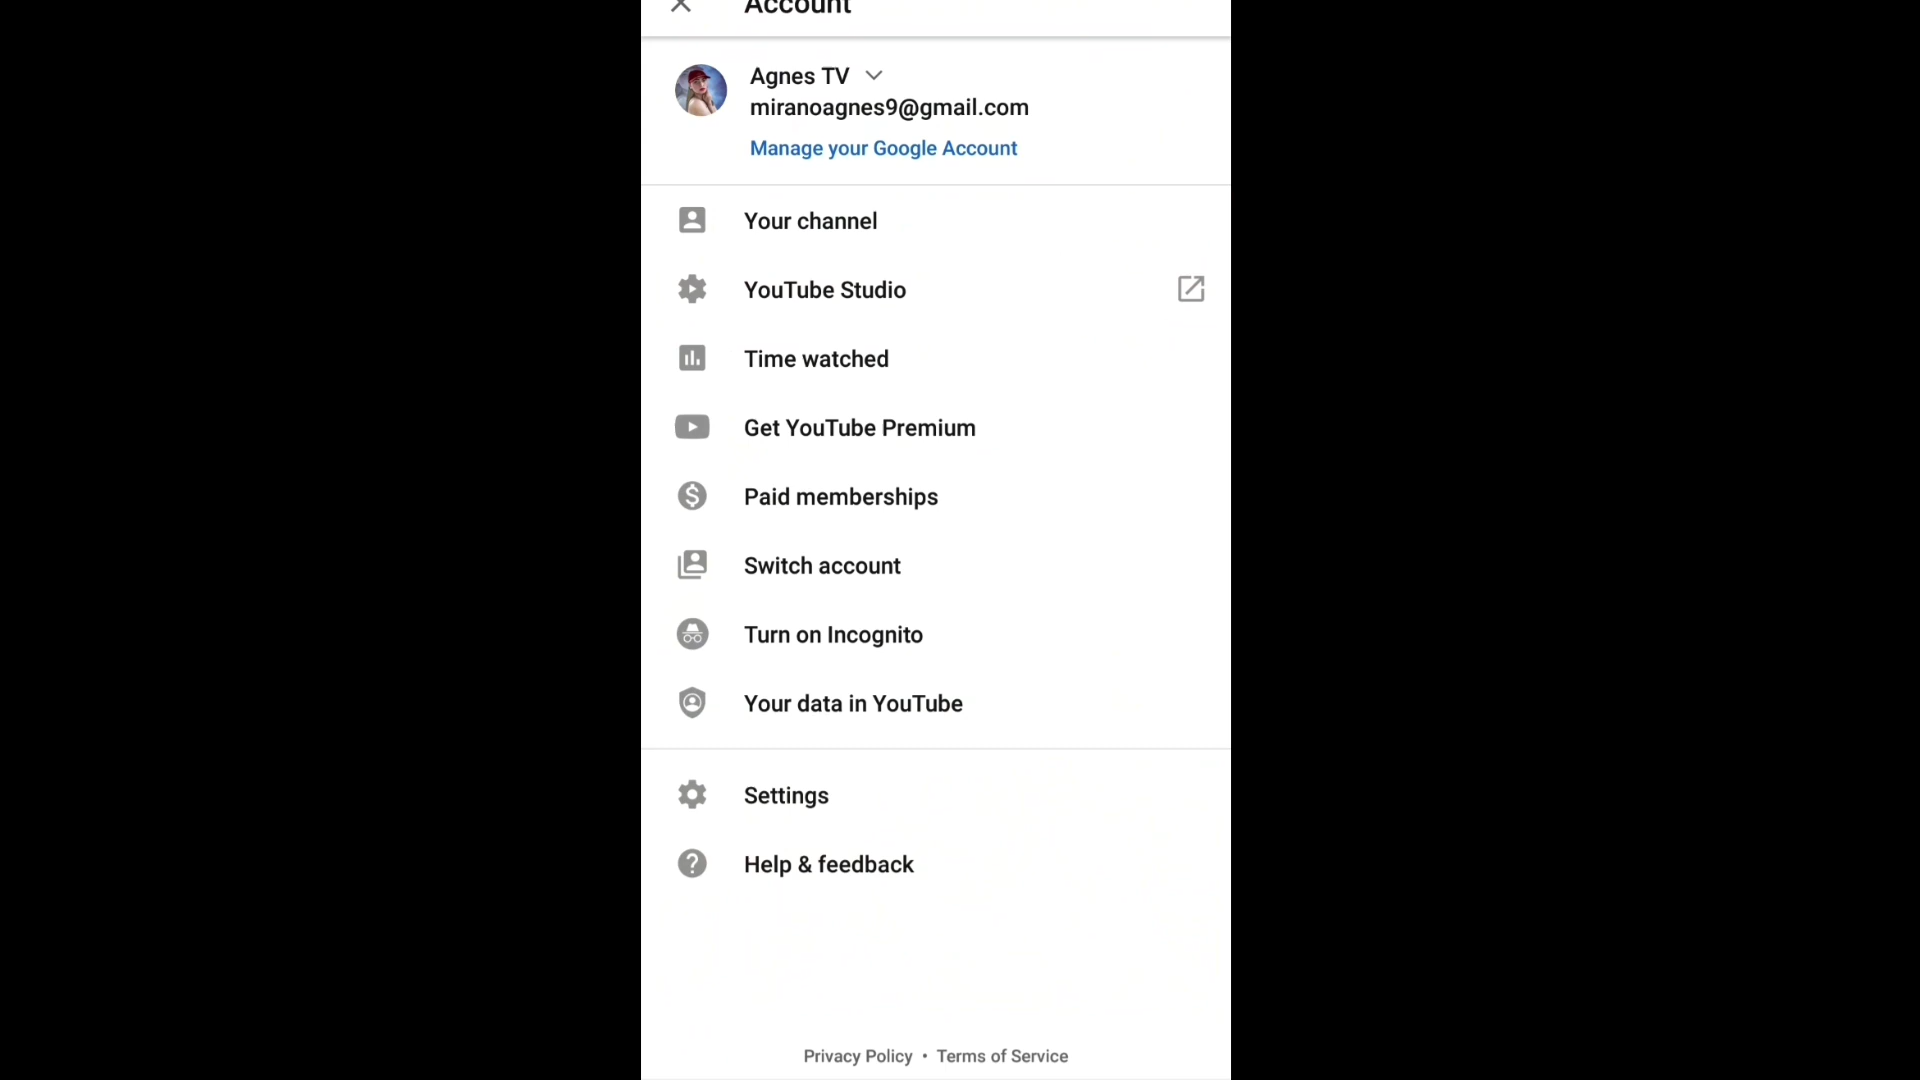 Account
Agnes TV
miranoagnes9@gmail.com
Manage your Google Account
Your channel
YouTube Studio
Time watched
Get YouTube Premium
Paid memberships
Switch account
Turn on Incognito
Your data in YouTube
Settings
Help & feedback
Privacy Policy • Terms of Service